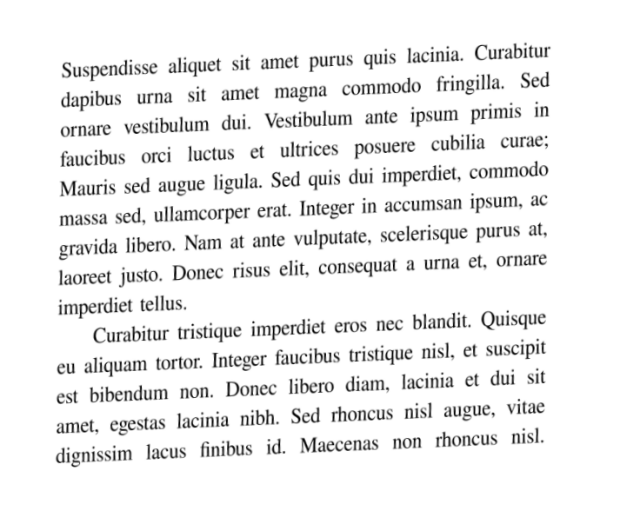 Suspendisse aliquet sit amet purus quis lacinia. Curabitur
dapibus urna sit amet magna commodo fringilla. Sed
ornare vestibulum dui. Vestibulum ante ipsum primis in
faucibus orci luctus et ultrices posuere cubilia curae;
Mauris sed augue ligula. Sed quis dui imperdiet, commodo
massa sed, ullamcorper erat. Integer in accumsan ipsum, ac
gravida libero. Nam at ante vulputate, scelerisque purus at,
laoreet justo. Donec risus elit, consequat a urna et, ornare
imperdiet tellus.
Curabitur tristique imperdiet eros nec blandit. Quisque
eu aliquam tortor. Integer faucibus tristique nisl, et suscipit
est bibendum non. Donec libero diam, lacinia et dui sit
amet, egestas lacinia nibh. Sed rhoncus nisl augue, vitae
dignissim lacus finibus id. Maecenas non rhoncus nisl.